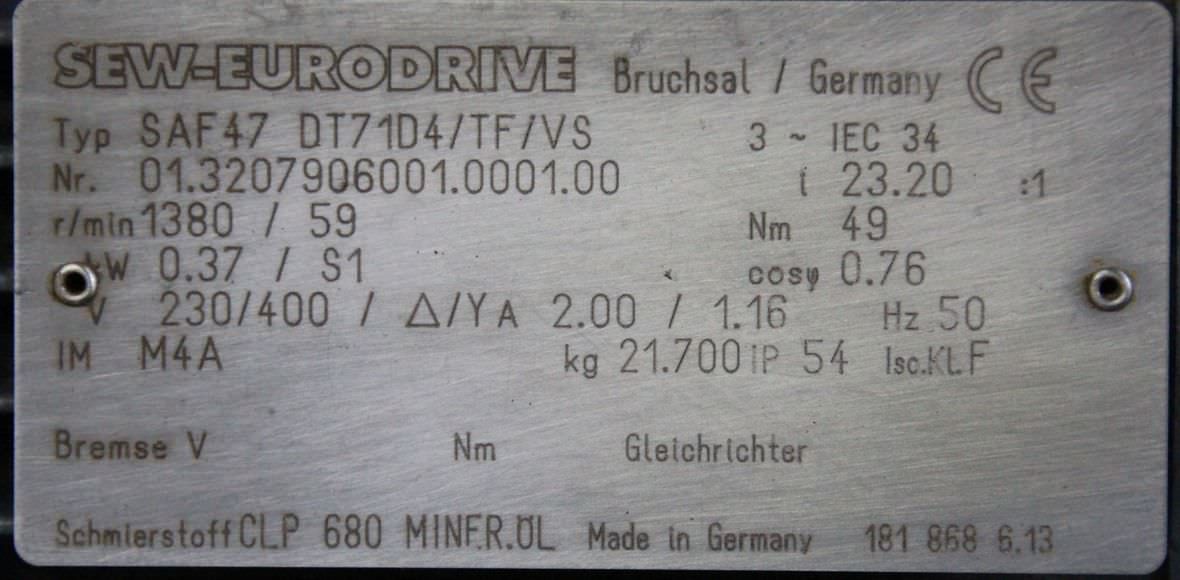 SEW-EURODRIVE Bruchsal / Germany CE
Typ SAF47 DT71D4/TF/VS 3 ~ IEC 34
Nr. 01.3207906001.0001.00 i 23.20 :1
r/min 1380 / 59 Nm 49
kW 0.37 / S1 cosφ 0.76
V 230/400 / Δ/Y A 2.00 / 1.16 Hz 50
IM M4A kg 21.700 IP 54 Iso.Kl. F
Bremse V Nm Gleichrichter
Schmierstoff CLP 680 MINER.ÖL Made in Germany 181 868 6.13